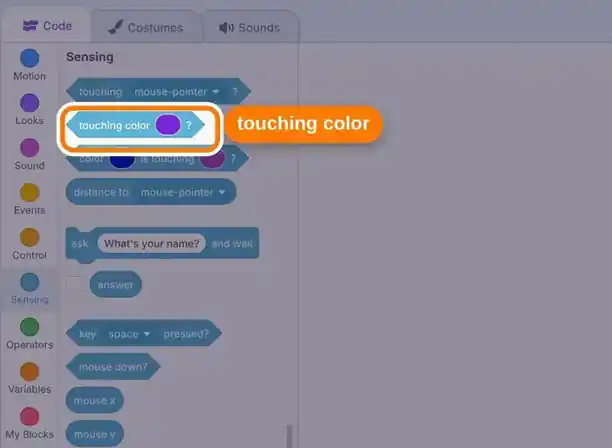 Code
Costumes
Sounds
Sensing
Motion
Looks
Sound
Events
Control
Sensing
Operators
Variables
My Blocks
touching mouse-pointer ?
touching color ?
touching color
color is touching ?
distance to mouse-pointer
ask What's your name? and wait
answer
key space pressed?
mouse down?
mouse x
mouse y